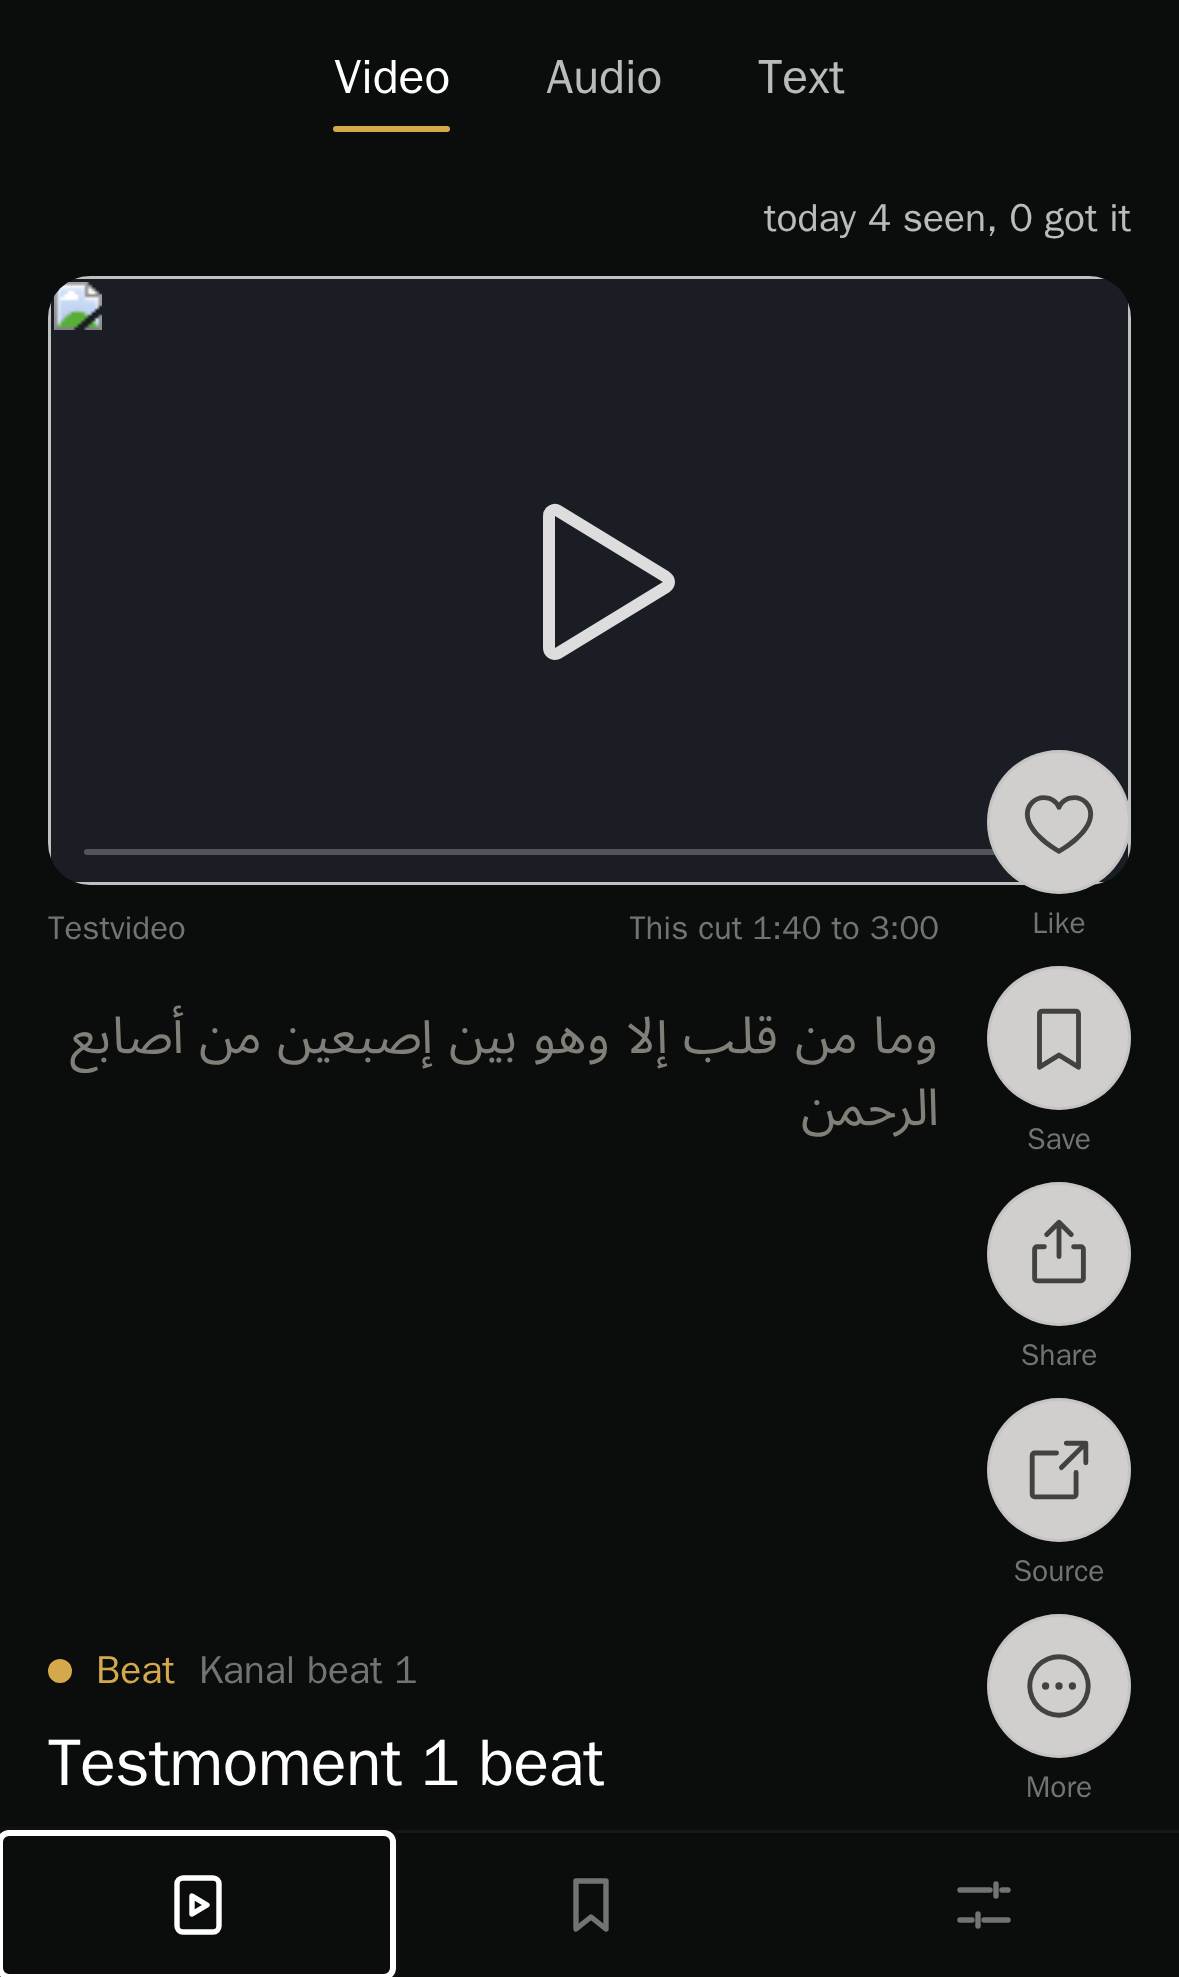 Video Audio Text
today 4 seen, 0 got it
Testvideo This cut 1:40 to 3:00
Like
وما من قلب إلا وهو بين إصبعين من أصابع
الرحمن
Save
Share
Source
Beat Kanal beat 1
Testmoment 1 beat
More